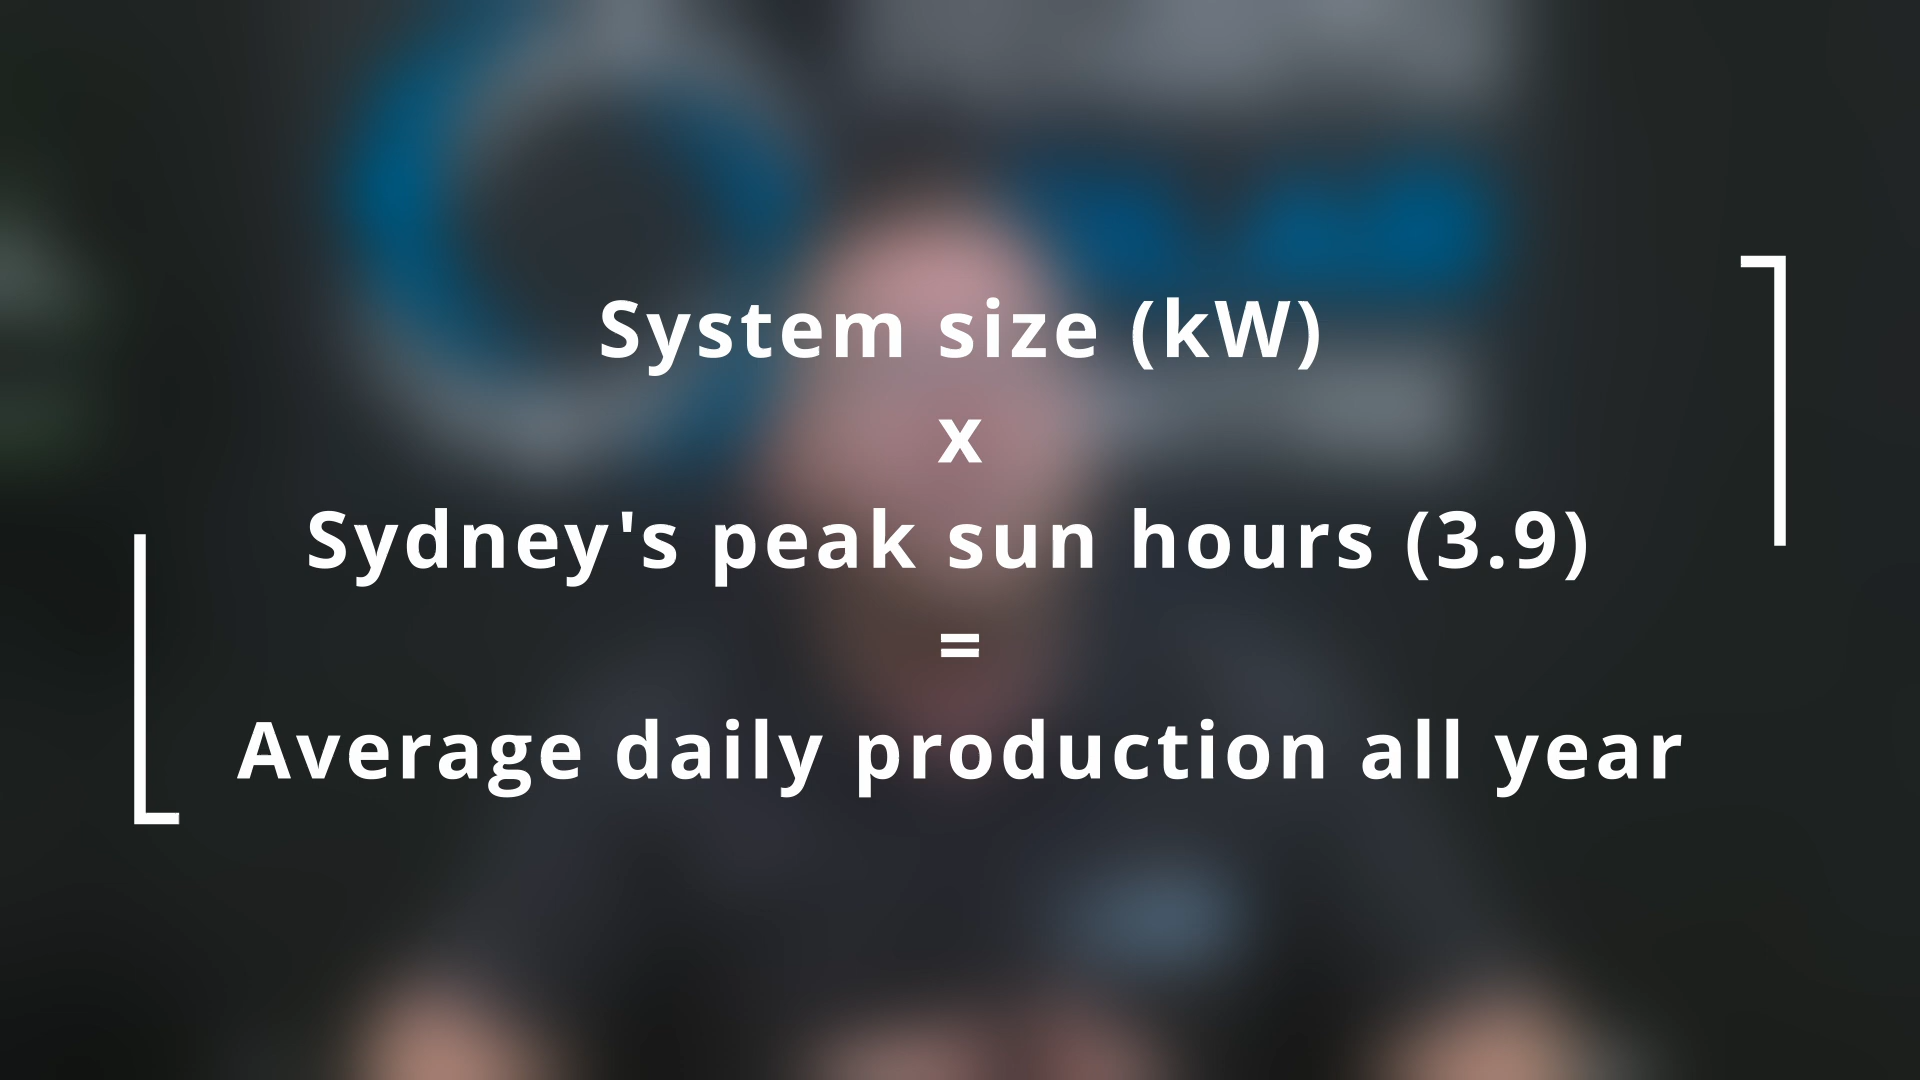 System size (kW)
x
Sydney's peak sun hours (3.9)
=
Average daily production all year